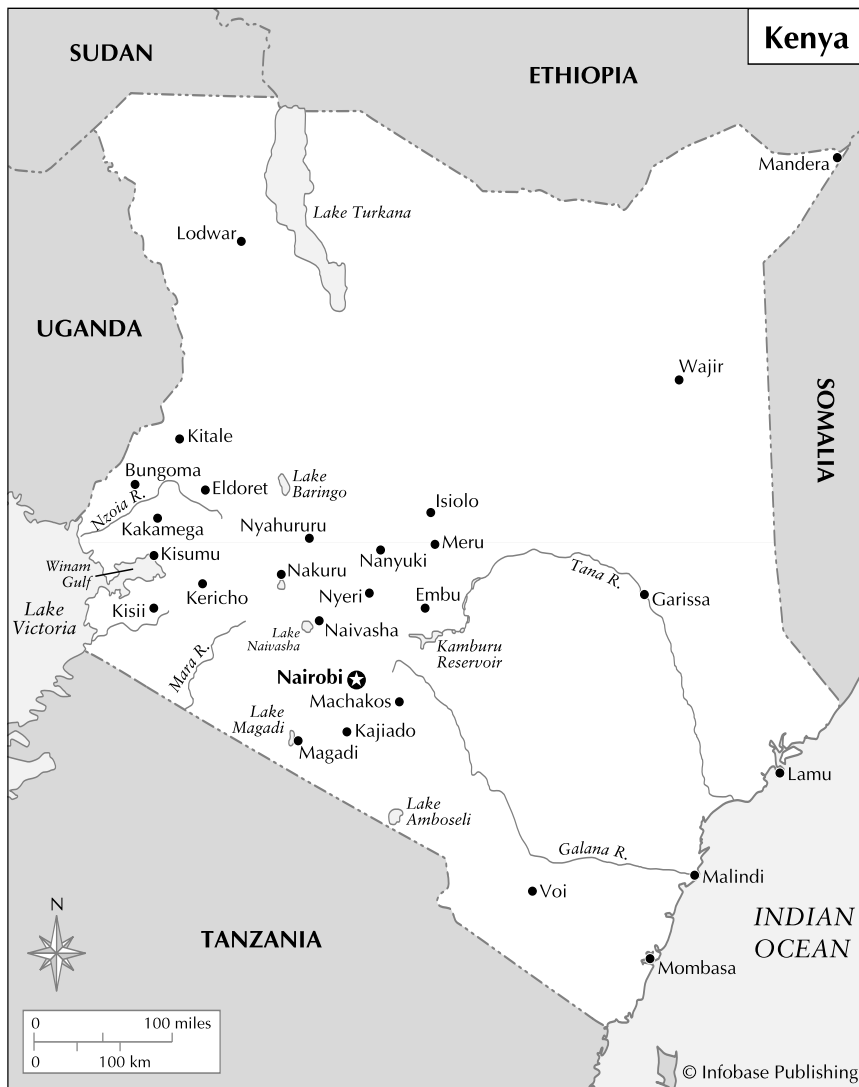 Kenya
SUDAN
ETHIOPIA
Mandera
Lake Turkana
Lodwar
UGANDA
Wajir
SOMALIA
Kitale
Bungoma
Eldoret
Lake
Baringo
Nzoia R.
Isiolo
Kakamega
Nyahururu
Meru
Kisumu
Nanyuki
Winam
Gulf
Nakuru
Tana R.
Kericho
Nyeri
Embu
Garissa
Lake
Victoria
Kisii
Lake
Naivasha
Naivasha
Kamburu
Reservoir
Mara R.
Nairobi
Machakos
Lake
Magadi
Kajiado
Magadi
Lamu
Lake
Amboseli
Galana R.
Malindi
Voi
N
INDIAN
OCEAN
TANZANIA
Mombasa
0 100 miles
0 100 km
© Infobase Publishing